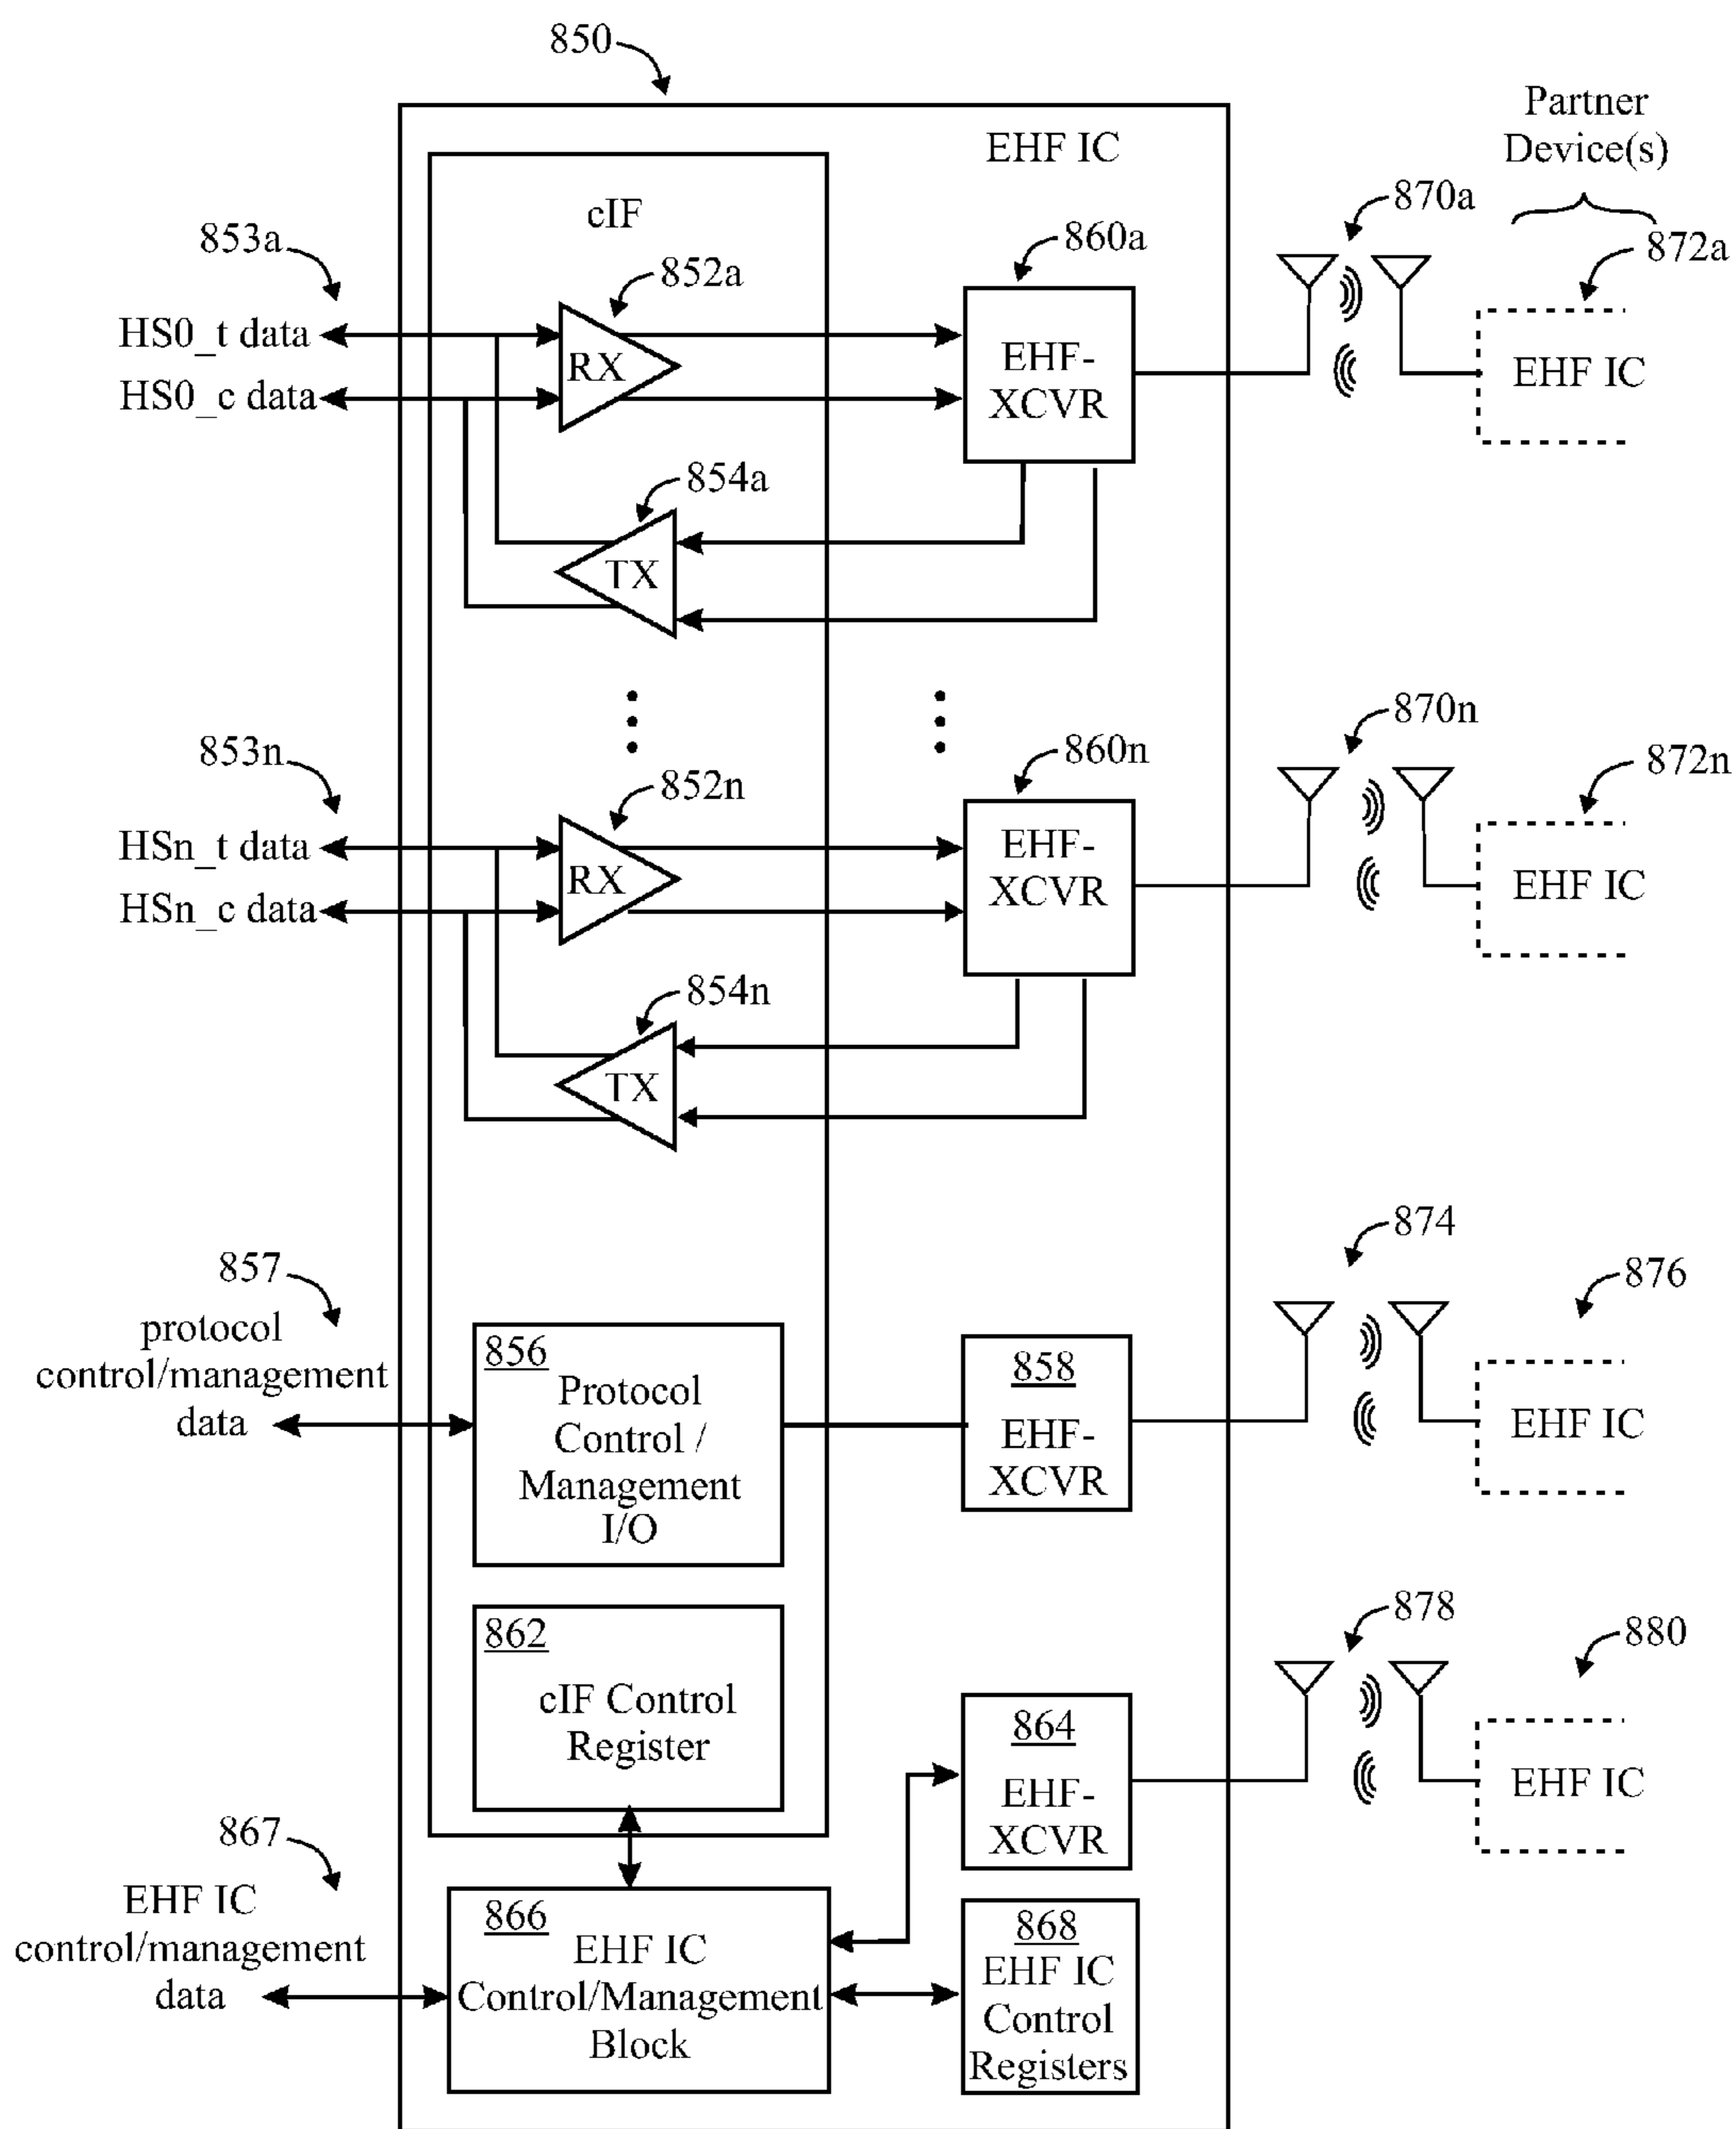 850
EHF IC
Partner
Device(s)
cIF
853a
852a
860a
870a
872a
HS0_t data
HS0_c data
RX
EHF-
XCVR
EHF IC
854a
TX
853n
852n
860n
870n
872n
HSn_t data
HSn_c data
RX
EHF-
XCVR
EHF IC
854n
TX
857
874
876
protocol
control/management
data
856
Protocol
Control /
Management
I/O
858
EHF-
XCVR
EHF IC
862
cIF Control
Register
878
880
864
EHF-
XCVR
EHF IC
867
EHF IC
control/management
data
866
EHF IC
Control/Management
Block
868
EHF IC
Control
Registers